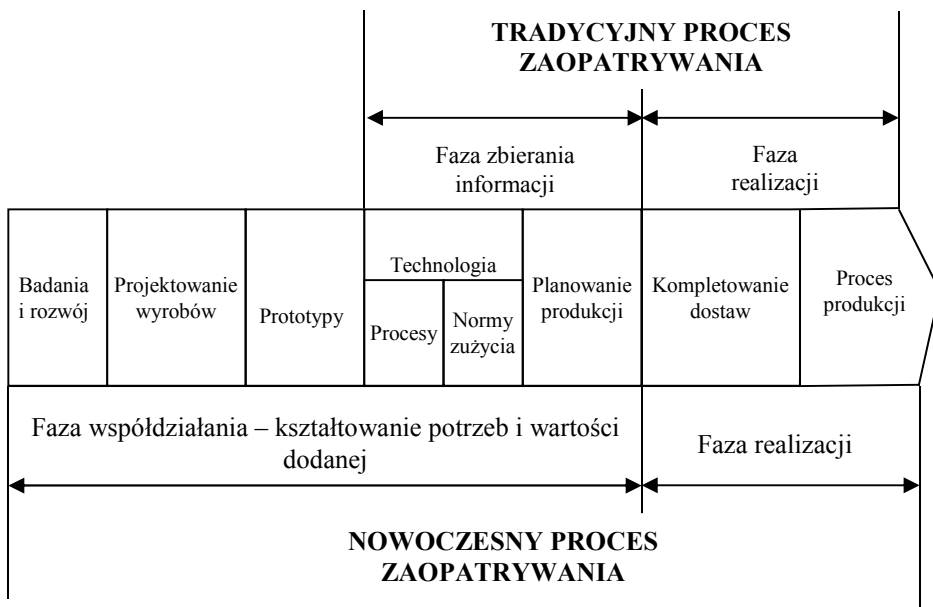 TRADYCYJNY PROCES
ZAOPATRYWANIA
Faza zbierania
informacji
Faza
realizacji
Badania
i rozwój
Projektowanie
wyrobów
Prototypy
Technologia
Procesy
Normy
zużycia
Planowanie
produkcji
Kompletowanie
dostaw
Proces
produkcji
Faza współdziałania – kształtowanie potrzeb i wartości
dodanej
Faza realizacji
NOWOCZESNY PROCES
ZAOPATRYWANIA